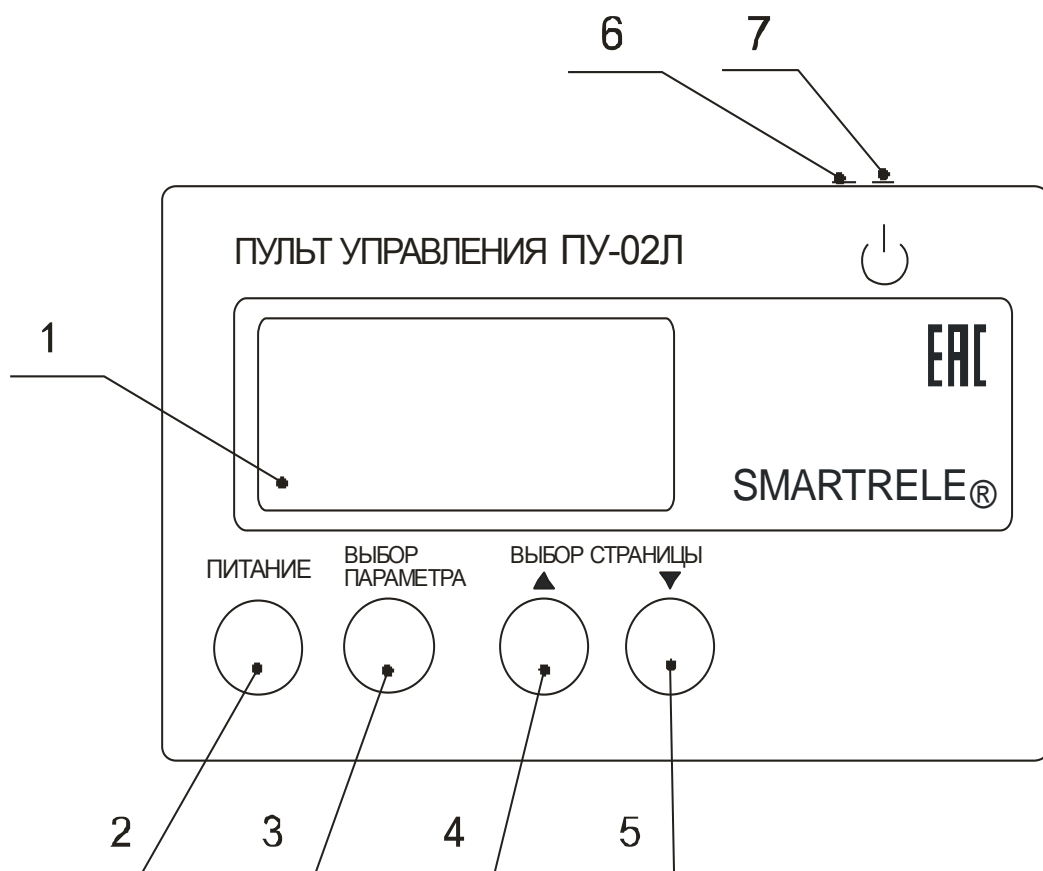 6 7
ПУЛЬТ УПРАВЛЕНИЯ ПУ-02Л
1
EAC
SMARTRELE®
ПИТАНИЕ
ВЫБОР
ПАРАМЕТРА
ВЫБОР СТРАНИЦЫ
▲ ▼
2 3 4 5